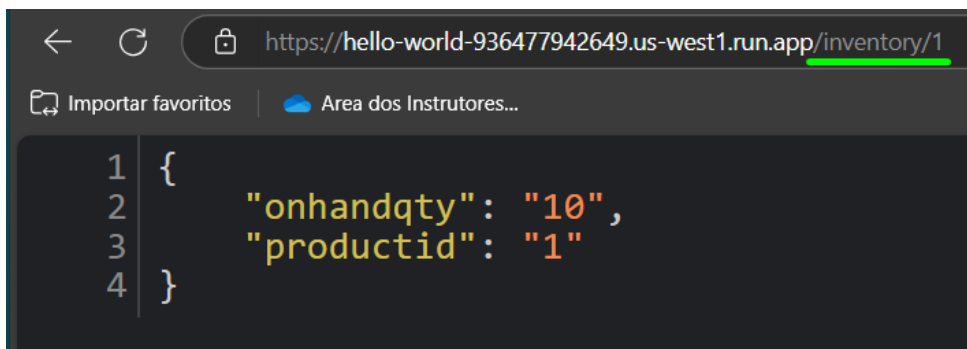 https://hello-world-936477942649.us-west1.run.app/inventory/1
Importar favoritos Area dos Instrutores...
1 {
2 "onhandqty": "10",
3 "productid": "1"
4 }